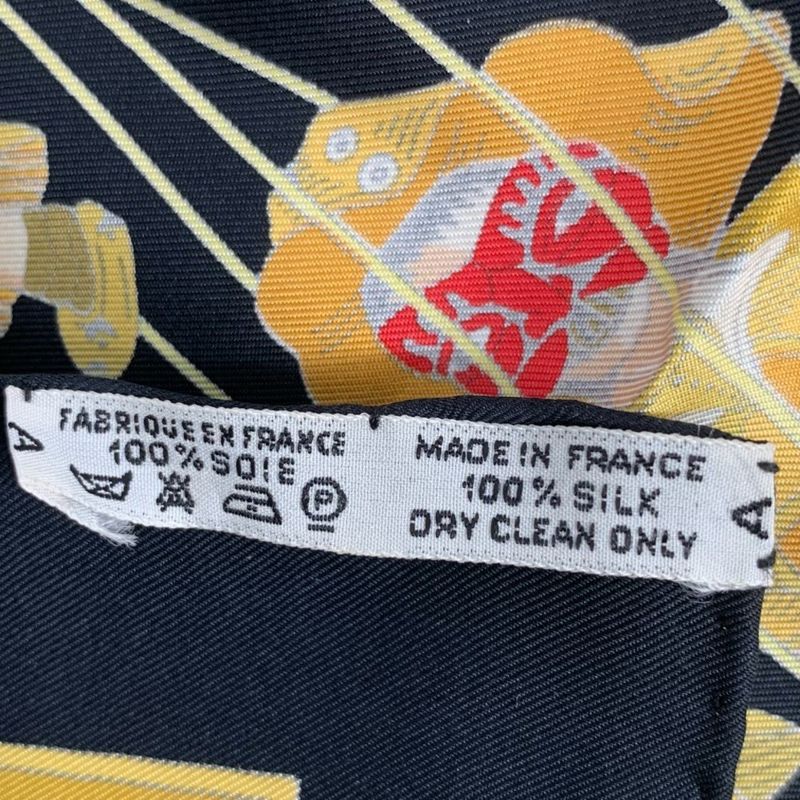 FABRIQUE EN FRANCE
100% SOIE
P
MADE IN FRANCE
100% SILK
DRY CLEAN ONLY
A
A